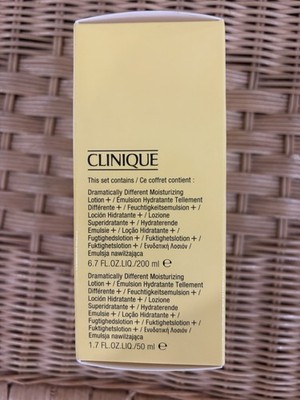 CLINIQUE
This set contains / Ce coffret contient :
Dramatically Different Moisturizing
Lotion + / Émulsion Hydratante Tellement
Différente + / Feuchtigkeitsemulsion + /
Loción Hidratante + / Lozione
Superidratante + / Hydraterende
Emulsie + / Loção Hidratante + /
Fugtighedslotion + / Fuktighetslotion + /
Fuktighetslotion + / Ενυδατική Λοσιόν /
Emulsja nawilżająca
6.7 FL.OZ.LIQ./200 ml ℮
Dramatically Different Moisturizing
Lotion + / Émulsion Hydratante Tellement
Différente + / Feuchtigkeitsemulsion + /
Loción Hidratante + / Lozione
Superidratante + / Hydraterende
Emulsie + / Loção Hidratante + /
Fugtighedslotion + / Fuktighetslotion + /
Fuktighetslotion + / Ενυδατική Λοσιόν /
Emulsja nawilżająca
1.7 FL.OZ.LIQ./50 ml ℮